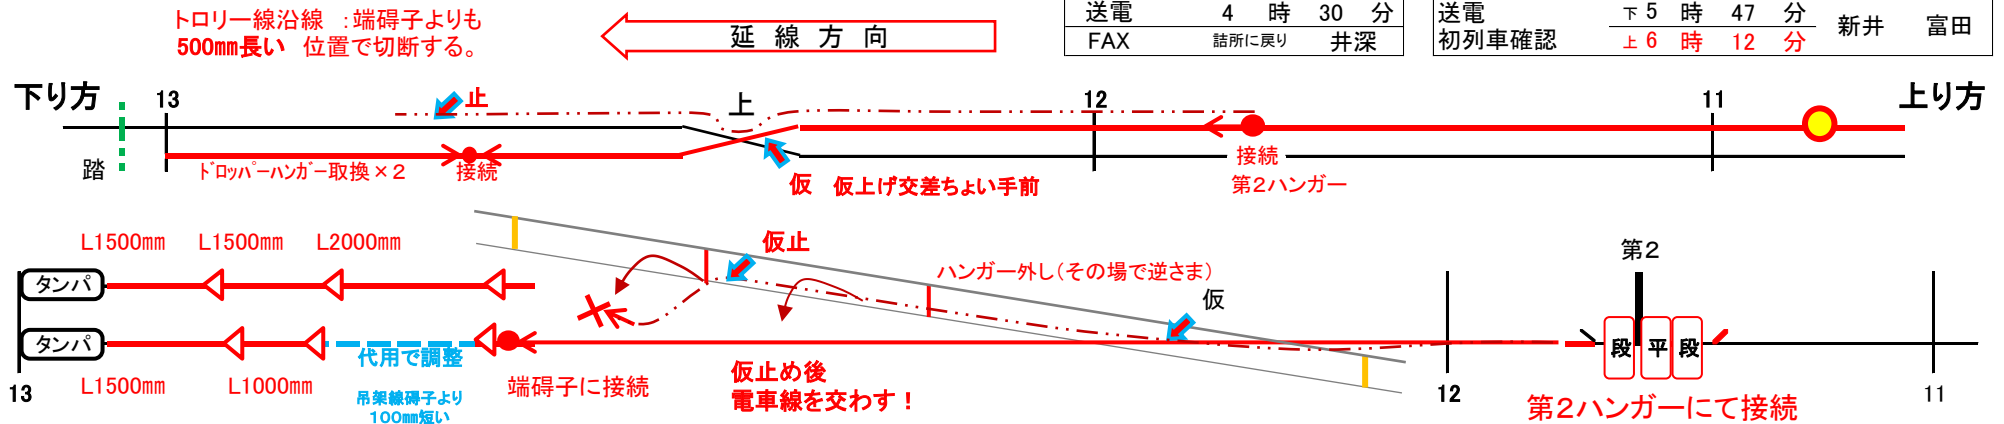 トロリー線沿線 ：端碍子よりも
500mm長い 位置で切断する。
延 線 方 向
送電 4 時 30 分
FAX 詰所に戻り 井深
送電 下 5 時 47 分
初列車確認 上 6 時 12 分
新井 富田
下り方
13
止
上
12
11
上り方
踏
ドロッパーハンガー取換×2
接続
仮 仮上げ交差ちょい手前
接続
第2ハンガー
L1500mm L1500mm L2000mm
仮止
ハンガー外し(その場で逆さま)
第2
タンパ
仮
タンパ
代用で調整
段 平 段
13
L1500mm L1000mm
吊架線碍子より
100mm短い
端碍子に接続
仮止め後
電車線を交わす！
12
第2ハンガーにて接続
11